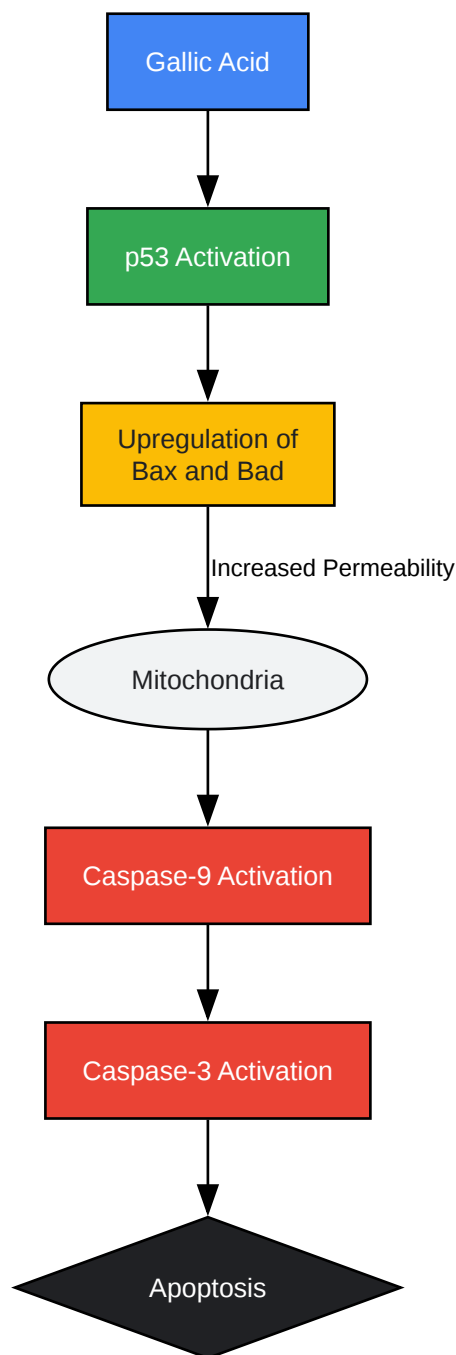 Gallic Acid
p53 Activation
Upregulation of
Bax and Bad
Increased Permeability
Mitochondria
Caspase-9 Activation
Caspase-3 Activation
Apoptosis